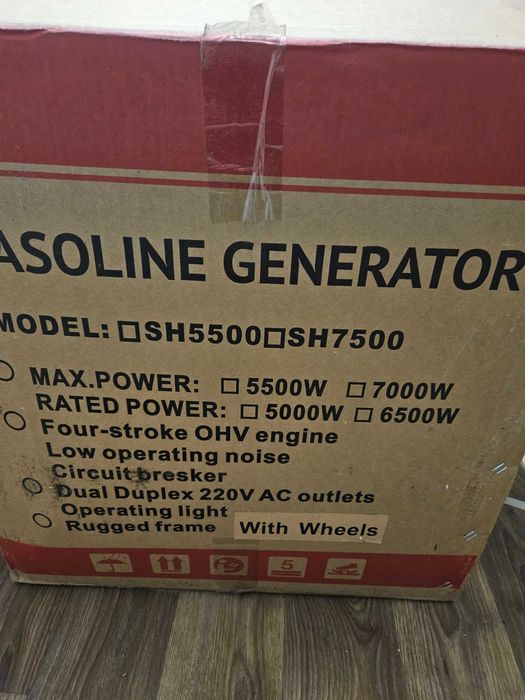 ASOLINE GENERATOR
MODEL: □SH5500□SH7500
MAX.POWER: □ 5500W □ 7000W
RATED POWER: □ 5000W □ 6500W
Four-stroke OHV engine
Low operating noise
Circuit bresker
Dual Duplex 220V AC outlets
Operating light
Rugged frame With Wheels
5